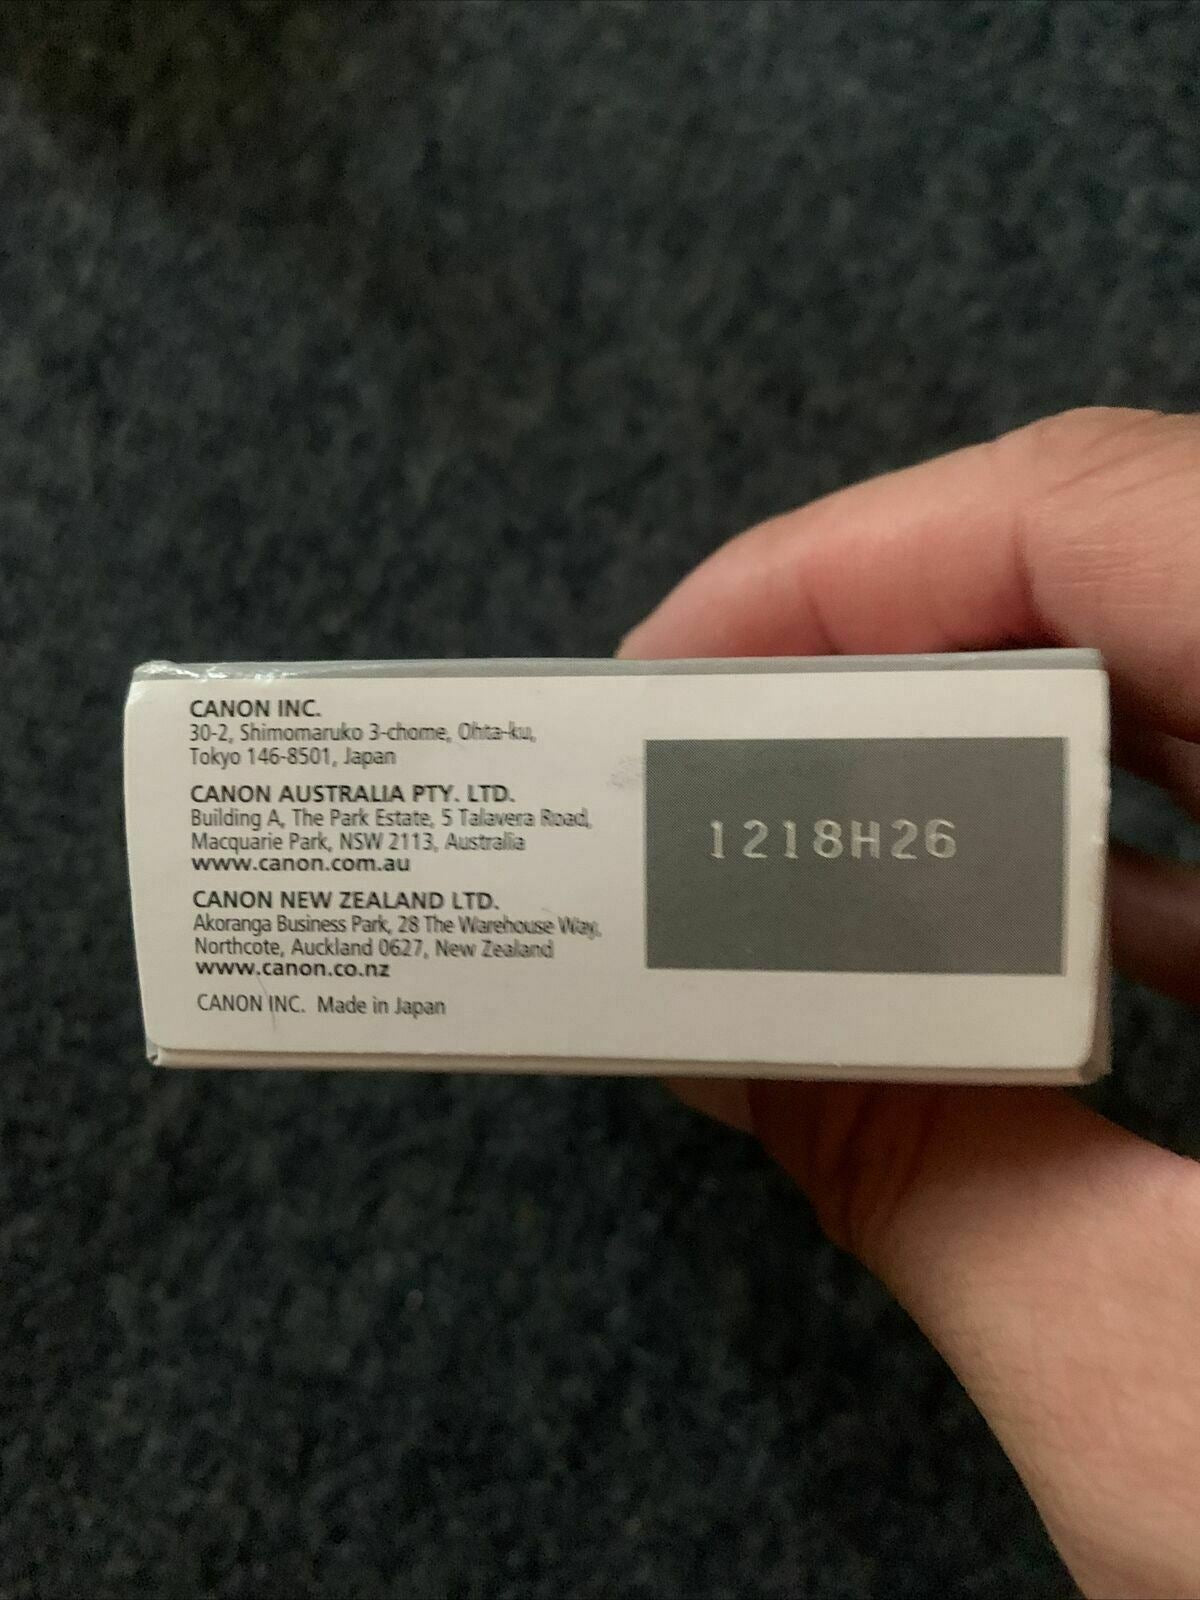 CANON INC.
30-2, Shimomaruko 3-chome, Ohta-ku,
Tokyo 146-8501, Japan
CANON AUSTRALIA PTY. LTD.
Building A, The Park Estate, 5 Talavera Road,
Macquarie Park, NSW 2113, Australia
www.canon.com.au
CANON NEW ZEALAND LTD.
Akoranga Business Park, 28 The Warehouse Way,
Northcote, Auckland 0627, New Zealand
www.canon.co.nz
CANON INC. Made in Japan
1218H26